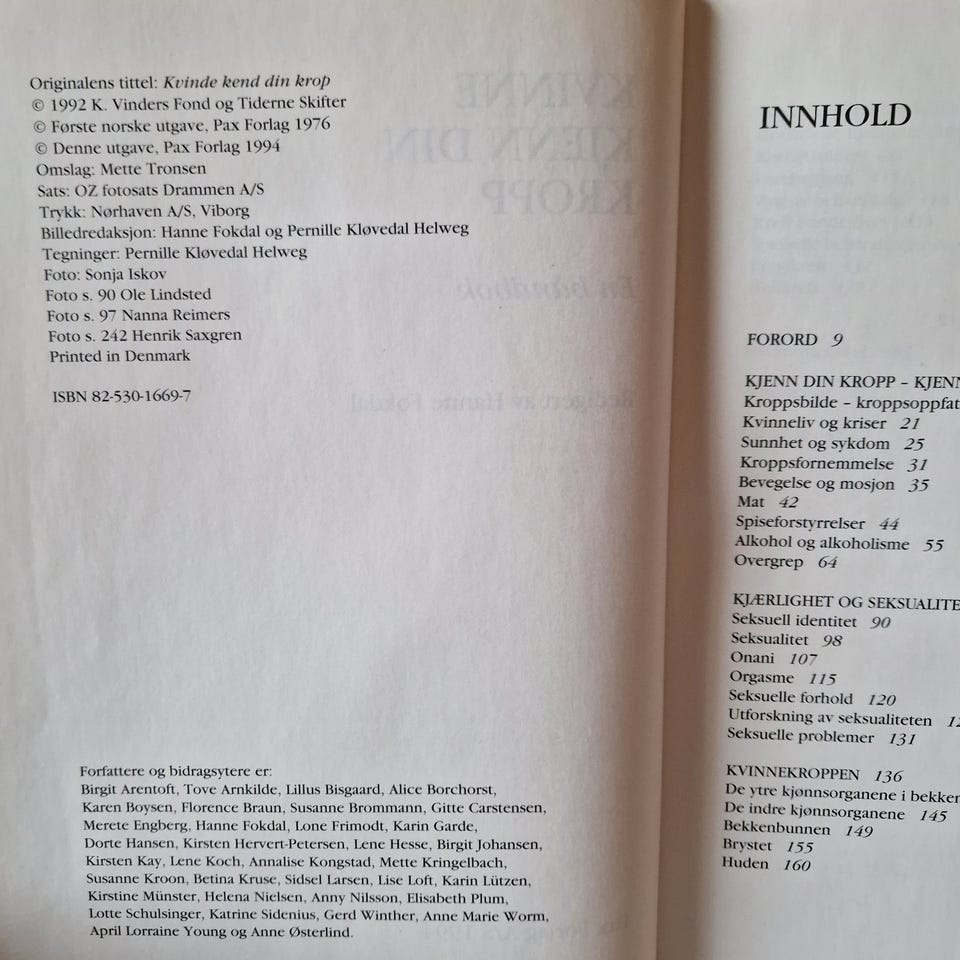 Originalens tittel: Kvinde kend din krop
© 1992 K. Vinders Fond og Tiderne Skifter
© Første norske utgave, Pax Forlag 1976
© Denne utgave, Pax Forlag 1994
Omslag: Mette Tronsen
Sats: OZ fotosats Drammen A/S
Trykk: Nørhaven A/S, Viborg
Billedredaksjon: Hanne Fokdal og Pernille Kløvedal Helweg
Tegninger: Pernille Kløvedal Helweg
Foto: Sonja Iskov
Foto s. 90 Ole Lindsted
Foto s. 97 Nanna Reimers
Foto s. 242 Henrik Saxgren
Printed in Denmark
ISBN 82-530-1669-7
Forfattere og bidragsytere er:
Birgit Arentoft, Tove Arnkilde, Lillus Bisgaard, Alice Borchorst,
Karen Boysen, Florence Braun, Susanne Brommann, Gitte Carstensen,
Merete Engberg, Hanne Fokdal, Lone Frimodt, Karin Garde,
Dorte Hansen, Kirsten Hervert-Petersen, Lene Hesse, Birgit Johansen,
Kirsten Kay, Lene Koch, Annalise Kongstad, Mette Kringelbach,
Susanne Kroon, Betina Kruse, Sidsel Larsen, Lise Loft, Karin Lützen,
Kirstine Münster, Helena Nielsen, Anny Nilsson, Elisabeth Plum,
Lotte Schulsinger, Katrine Sidenius, Gerd Winther, Anne Marie Worm,
April Lorraine Young og Anne Østerlind.
INNHOLD
FORORD 9
KJENN DIN KROPP – KJENN
Kroppsbilde – kroppsoppfat
Kvinneliv og kriser 21
Sunnhet og sykdom 25
Kroppsfornemmelse 31
Bevegelse og mosjon 35
Mat 42
Spiseforstyrrelser 44
Alkohol og alkoholisme 55
Overgrep 64
KJÆRLIGHET OG SEKSUALITE
Seksuell identitet 90
Seksualitet 98
Onani 107
Orgasme 115
Seksuelle forhold 120
Utforskning av seksualiteten 12
Seksuelle problemer 131
KVINNEKROPPEN 136
De ytre kjønnsorganene i bekken
De indre kjønnsorganene 145
Bekkenbunnen 149
Brystet 155
Huden 160